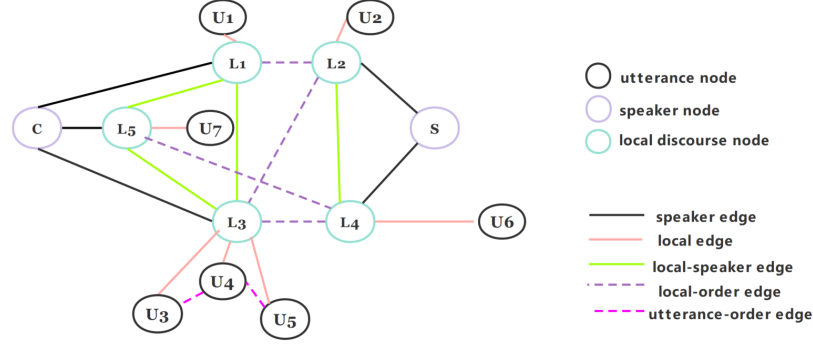 U1
U2
L1
L2
utterance node
speaker node
local discourse node
C
L5
U7
S
L3
L4
U6
U4
U3
U5
speaker edge
local edge
local-speaker edge
local-order edge
utterance-order edge